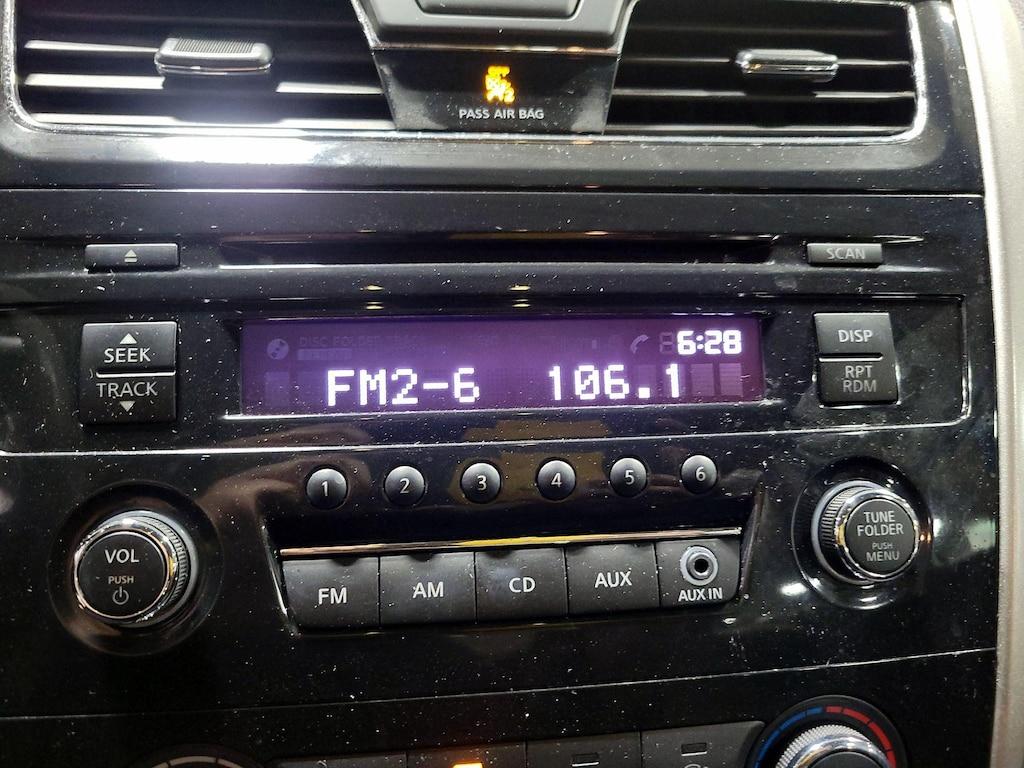 PASS AIR BAG
SCAN
SEEK
TRACK
6:28
FM2-6 106.1
DISP
RPT
RDM
1 2 3 4 5 6
VOL
PUSH
TUNE
FOLDER
PUSH
MENU
FM AM CD AUX
AUX IN